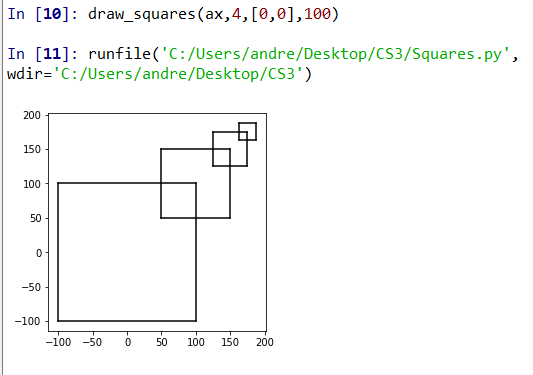 In [10]: draw_squares(ax,4,[0,0],100)
In [11]: runfile('C:/Users/andre/Desktop/CS3/Squares.py',
wdir='C:/Users/andre/Desktop/CS3')
200
150
100
50
0
−50
−100
−100 −50 0 50 100 150 200